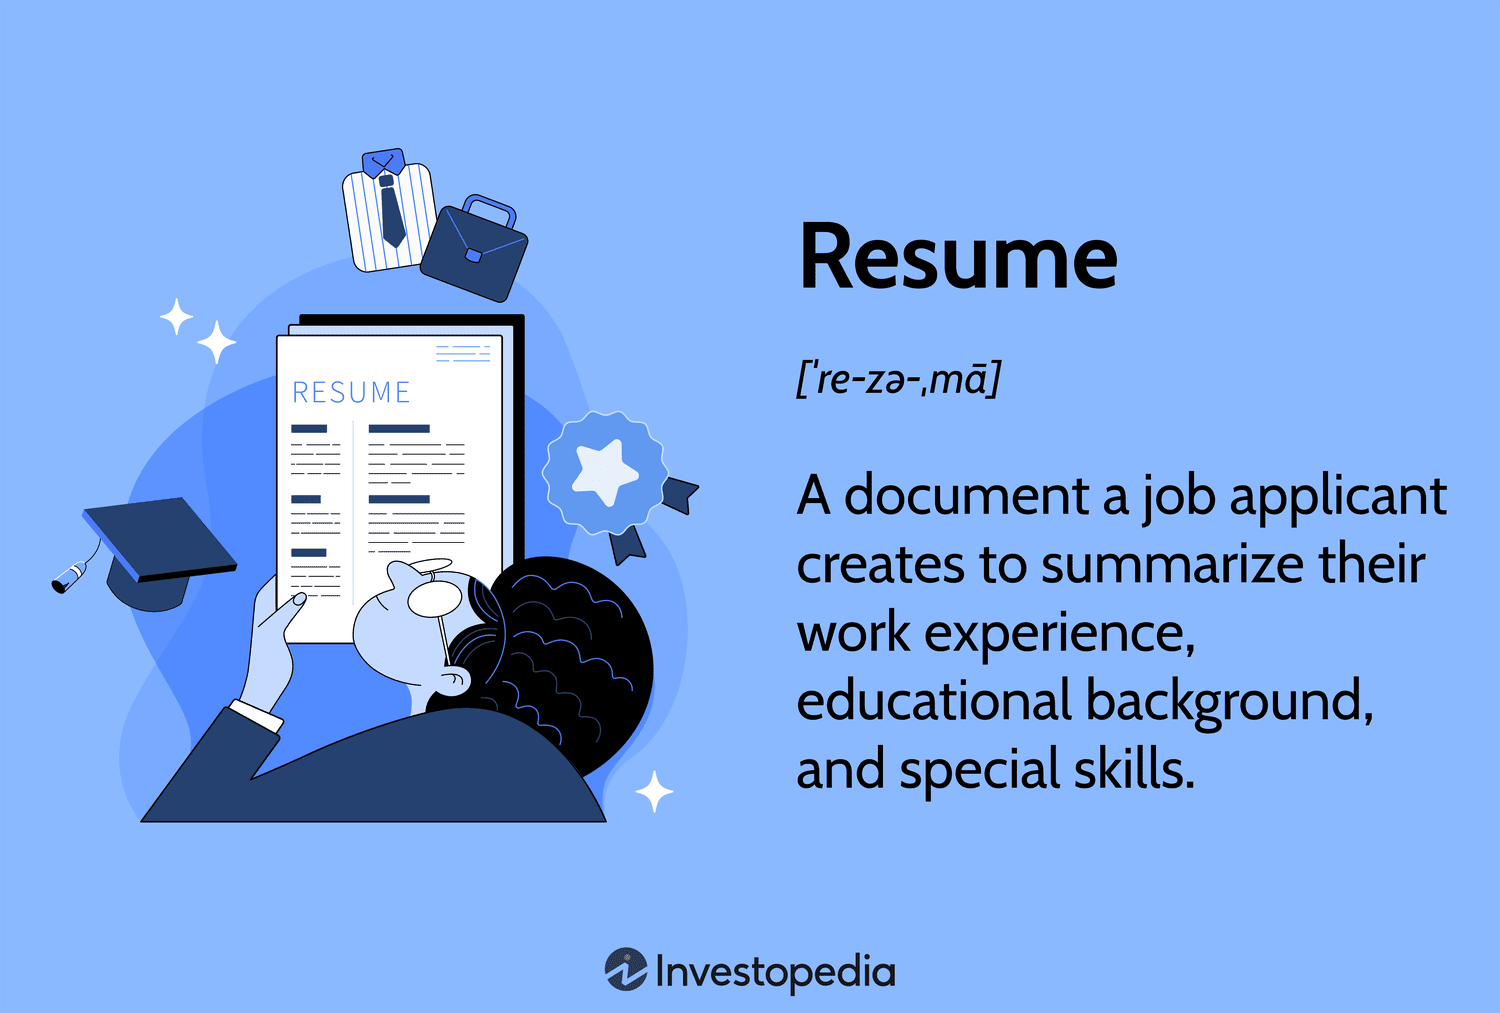 RESUME
Resume
[ˈre-zə-ˌmā]
A document a job applicant
creates to summarize their
work experience,
educational background,
and special skills.
Investopedia